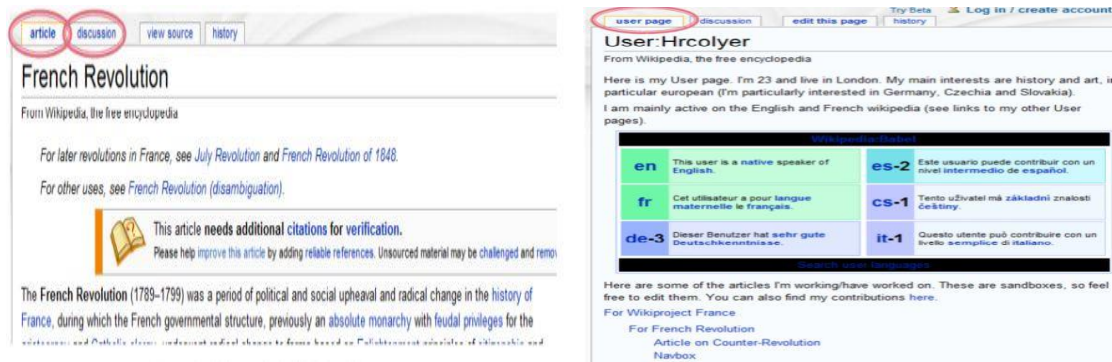 article discussion view source history
French Revolution
From Wikipedia, the free encyclopedia
For later revolutions in France, see July Revolution and French Revolution of 1848.
For other uses, see French Revolution (disambiguation).
This article needs additional citations for verification.
Please help improve this article by adding reliable references. Unsourced material may be challenged and remov
The French Revolution (1789–1799) was a period of political and social upheaval and radical change in the history of
France, during which the French governmental structure, previously an absolute monarchy with feudal privileges for the
Try Beta Log in / create account
user page discussion edit this page history
User:Hrcolyer
From Wikipedia, the free encyclopedia
Here is my User page. I'm 23 and live in London. My main interests are history and art, in
particular european (I'm particularly interested in Germany, Czechia and Slovakia).
I am mainly active on the English and French wikipedia (see links to my other User
pages).
Wikipedia:Babel
en This user is a native speaker of
English.
es-2 Este usuario puede contribuir con un
nivel intermedio de español.
fr Cet utilisateur a pour langue
maternelle le français.
cs-1 Tento uživatel má základní znalosti
češtiny.
de-3 Dieser Benutzer hat sehr gute
Deutschkenntnisse.
it-1 Questo utente può contribuire con un
livello semplice di italiano.
Search user languages
Here are some of the articles I'm working/have worked on. These are sandboxes, so feel
free to edit them. You can also find my contributions here.
For Wikiproject France
For French Revolution
Article on Counter-Revolution
Navbox